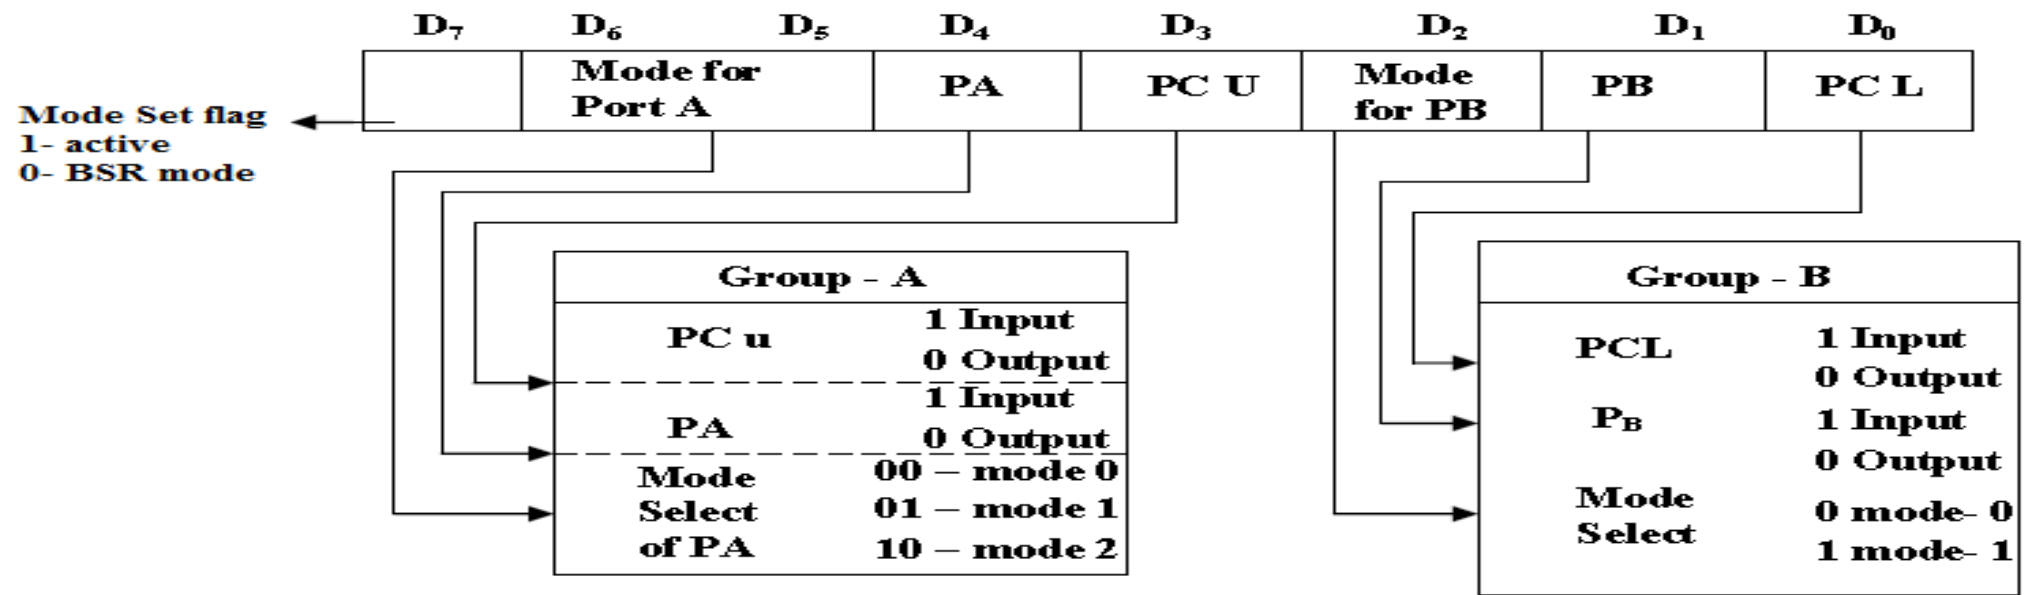 D₇ D₆ D₅ D₄ D₃ D₂ D₁ D₀
Mode for
Port A
PA
PC U
Mode
for PB
PB
PC L
Mode Set flag
1- active
0- BSR mode
Group - A
PC u
1 Input
0 Output
PA
1 Input
0 Output
Mode
Select
of PA
00 – mode 0
01 – mode 1
10 – mode 2
Group - B
PCL
1 Input
0 Output
P_B
1 Input
0 Output
Mode
Select
0 mode- 0
1 mode- 1